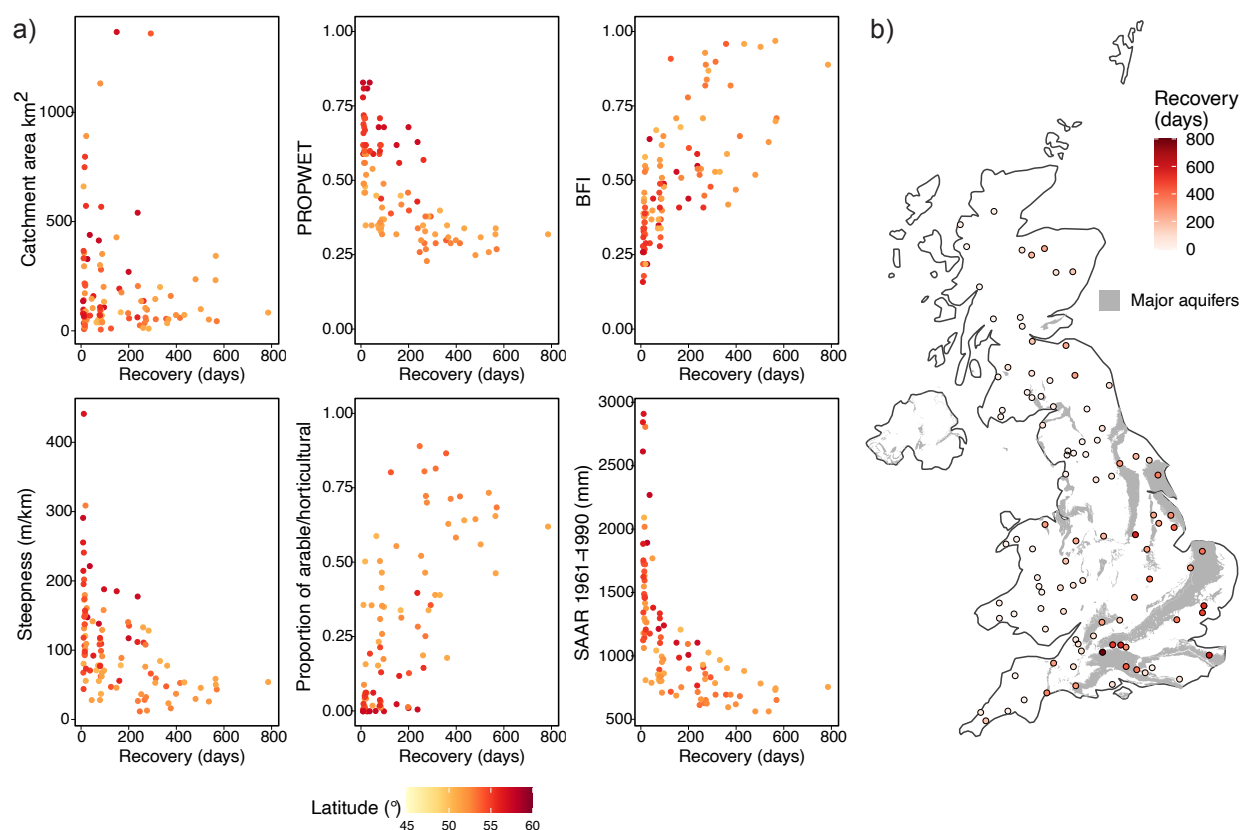 a)
Catchment area km²
1000
500
0
0 200 400 600 800
Recovery (days)
PROPWET
1.00
0.75
0.50
0.25
0.00
0 200 400 600 800
Recovery (days)
BFI
1.00
0.75
0.50
0.25
0.00
0 200 400 600 800
Recovery (days)
Steepness (m/km)
400
300
200
100
0
0 200 400 600 800
Recovery (days)
Proportion of arable/horticultural
1.00
0.75
0.50
0.25
0.00
0 200 400 600 800
Recovery (days)
SAAR 1961–1990 (mm)
3000
2500
2000
1500
1000
500
0 200 400 600 800
Recovery (days)
Latitude (°)
45 50 55 60
b)
Recovery
(days)
800
600
400
200
0
Major aquifers